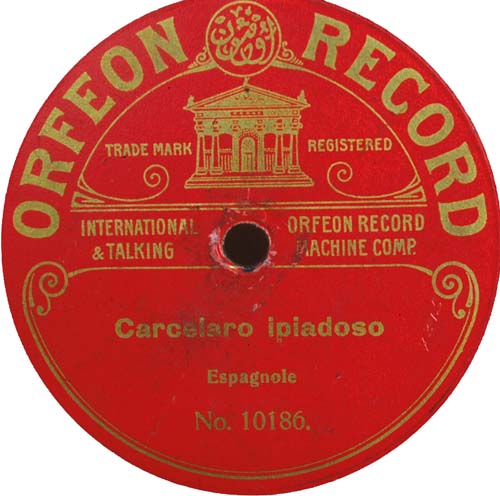 ORFEON RECORD
TRADE MARK REGISTERED
INTERNATIONAL ORFEON RECORD
& TALKING MACHINE COMP.
Carcelaro ipiadoso
Espagnole
No. 10186.